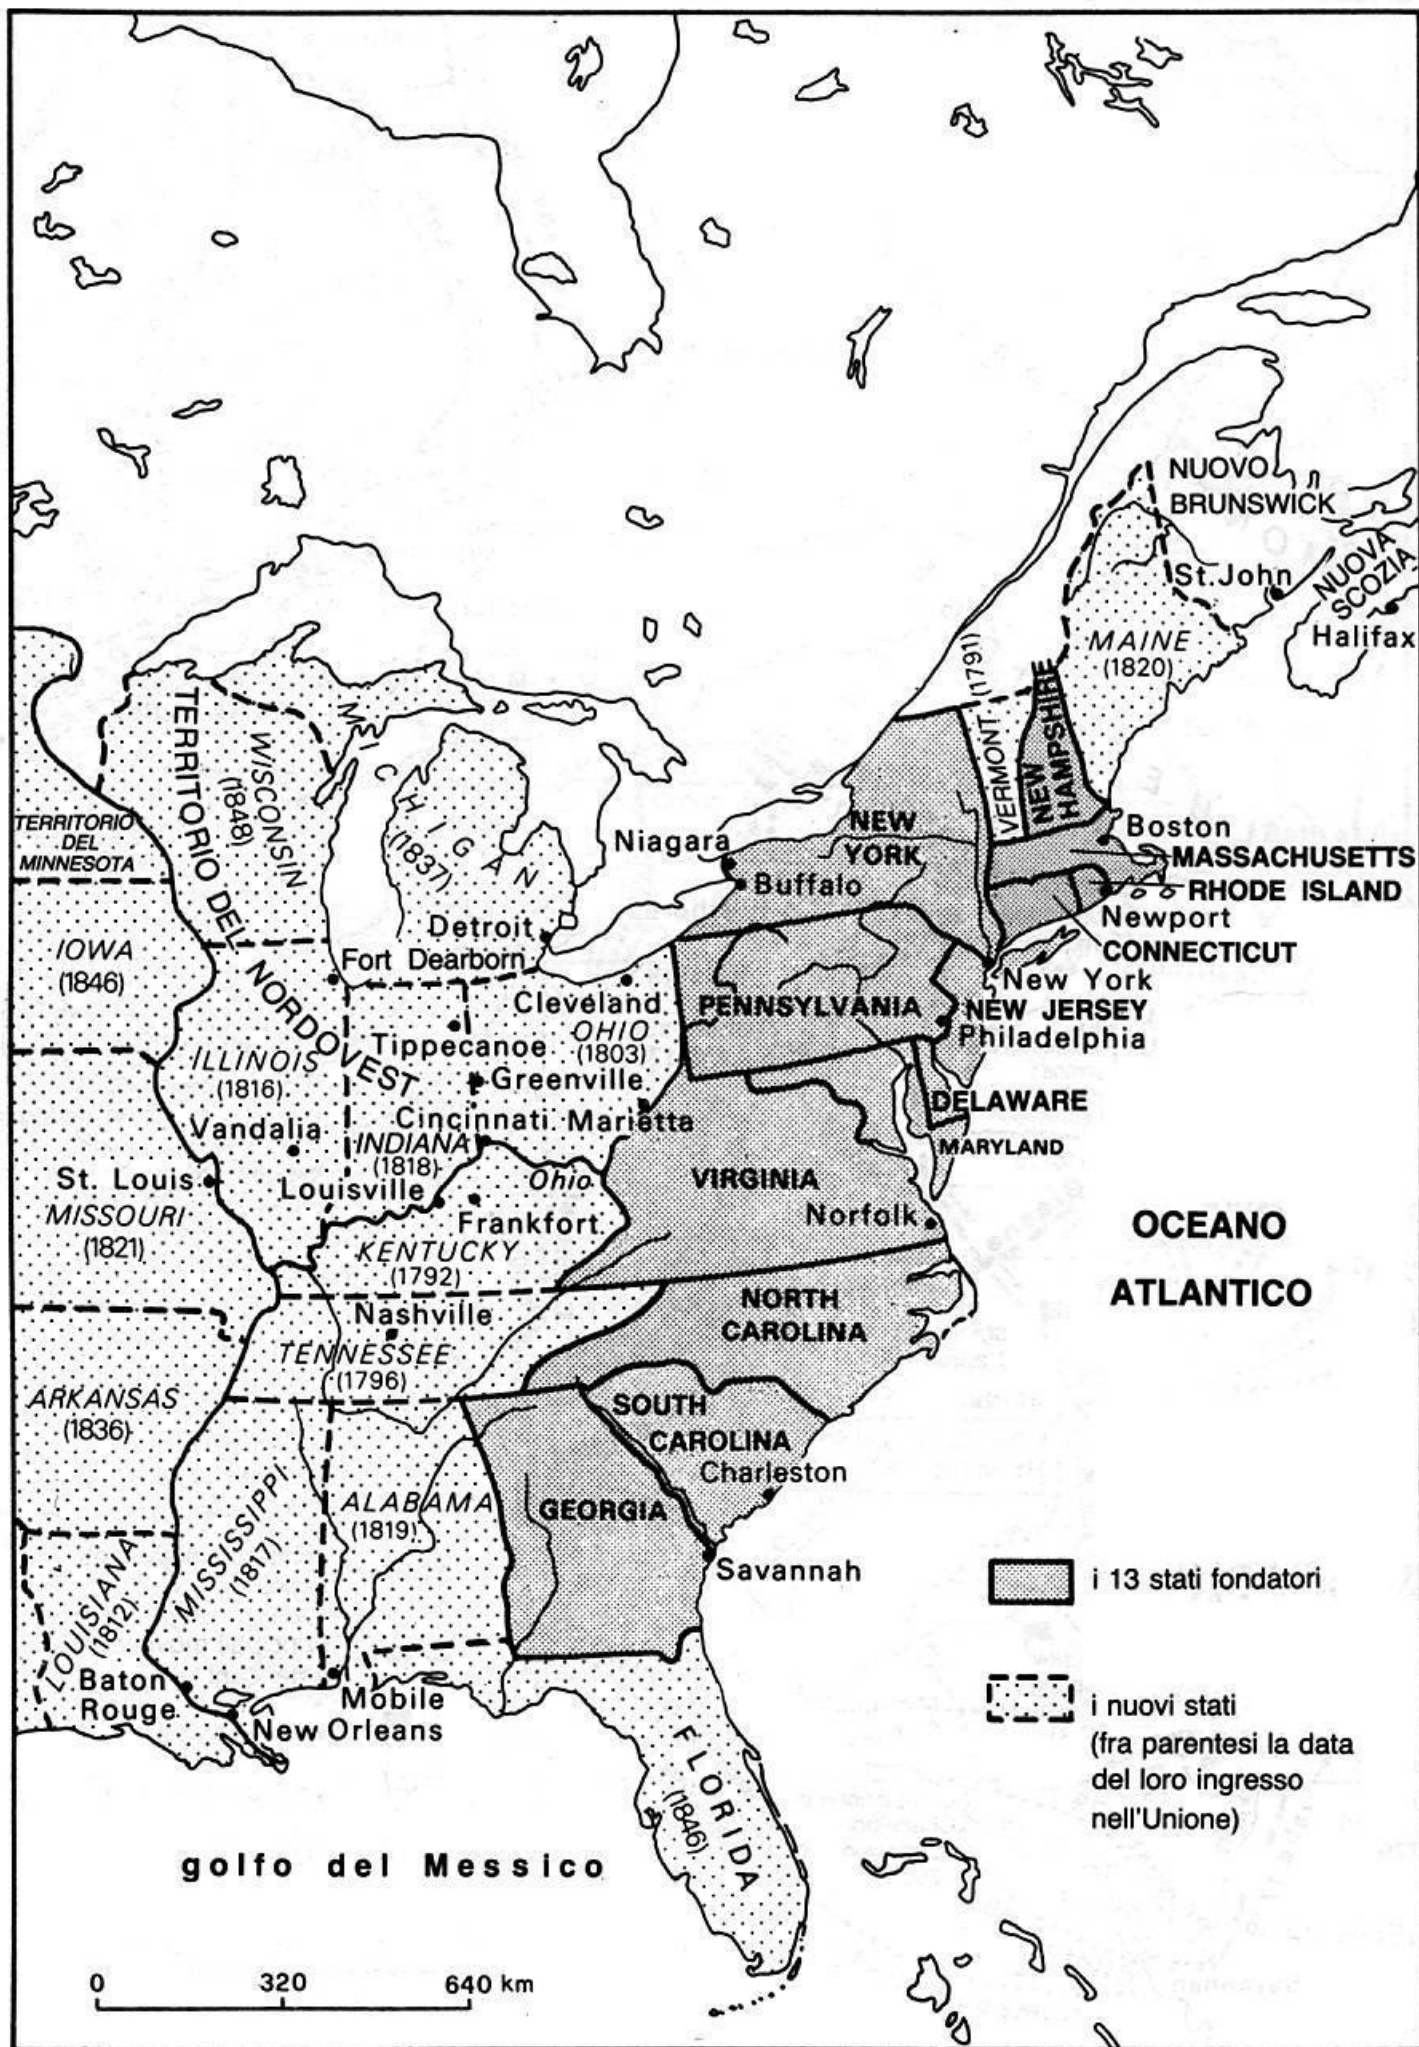 NUOVO
BRUNSWICK
NUOVA
SCOZIA
St. John
Halifax
MAINE
(1820)
VERMONT (1791)
NEW
HAMPSHIRE
Boston
MASSACHUSETTS
RHODE ISLAND
Newport
CONNECTICUT
NEW
YORK
Niagara
Buffalo
New York
NEW JERSEY
Philadelphia
PENNSYLVANIA
DELAWARE
MARYLAND
VIRGINIA
Norfolk
NORTH
CAROLINA
SOUTH
CAROLINA
Charleston
GEORGIA
Savannah
TERRITORIO DEL NORDOVEST
WISCONSIN
(1848)
MICHIGAN
(1837)
TERRITORIO
DEL
MINNESOTA
IOWA
(1846)
Detroit
Fort Dearborn
Cleveland
OHIO
(1803)
Tippecanoe
Greenville
ILLINOIS
(1816)
Cincinnati
Marietta
Vandalia
INDIANA
(1818)
St. Louis
Louisville
Ohio
MISSOURI
(1821)
Frankfort
KENTUCKY
(1792)
Nashville
TENNESSEE
(1796)
ARKANSAS
(1836)
MISSISSIPPI
(1817)
ALABAMA
(1819)
LOUISIANA
(1812)
Baton
Rouge
Mobile
New Orleans
FLORIDA
(1846)
OCEANO
ATLANTICO
golfo del Messico
i 13 stati fondatori
i nuovi stati
(fra parentesi la data
del loro ingresso
nell'Unione)
0 320 640 km